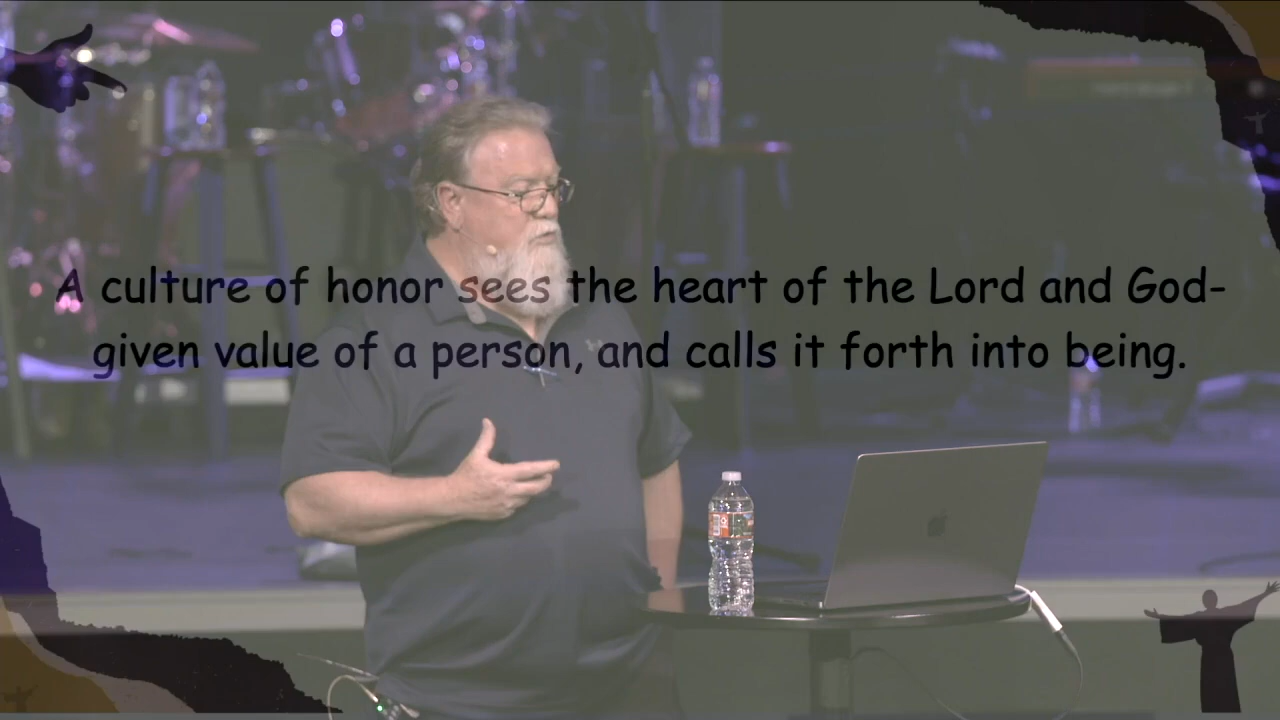 A culture of honor sees the heart of the Lord and God-
given value of a person, and calls it forth into being.